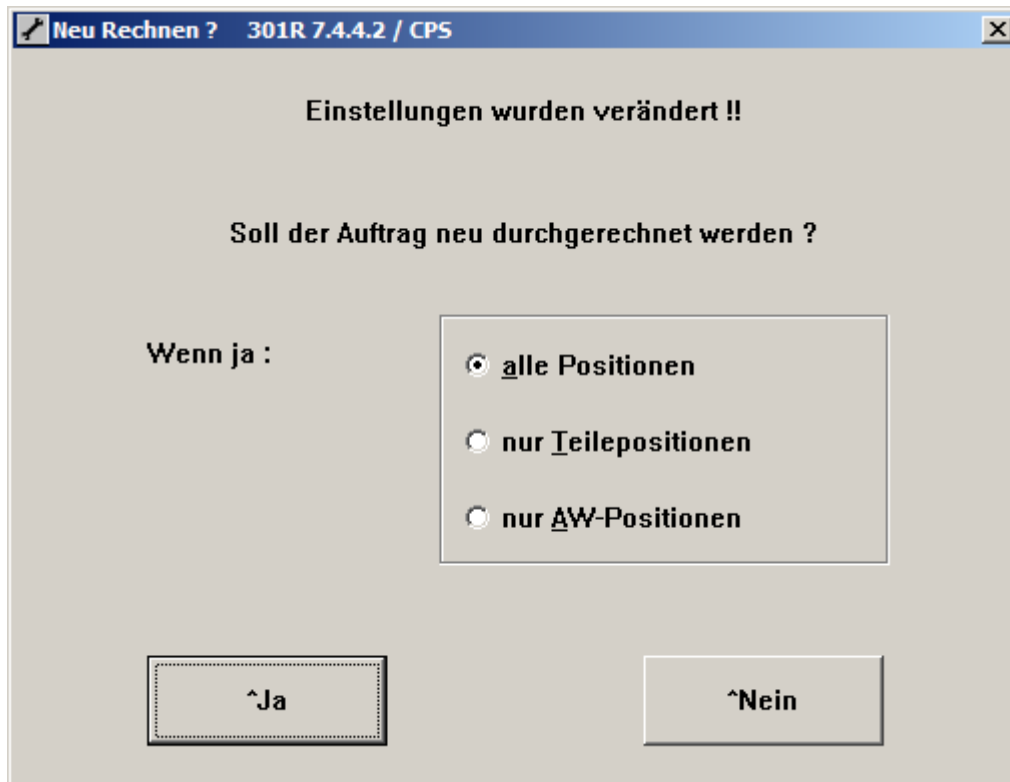 Neu Rechnen ? 301R 7.4.4.2 / CPS
Einstellungen wurden verändert !!
Soll der Auftrag neu durchgerechnet werden ?
Wenn ja :
alle Positionen
nur Teilepositionen
nur AW-Positionen
^Ja
^Nein